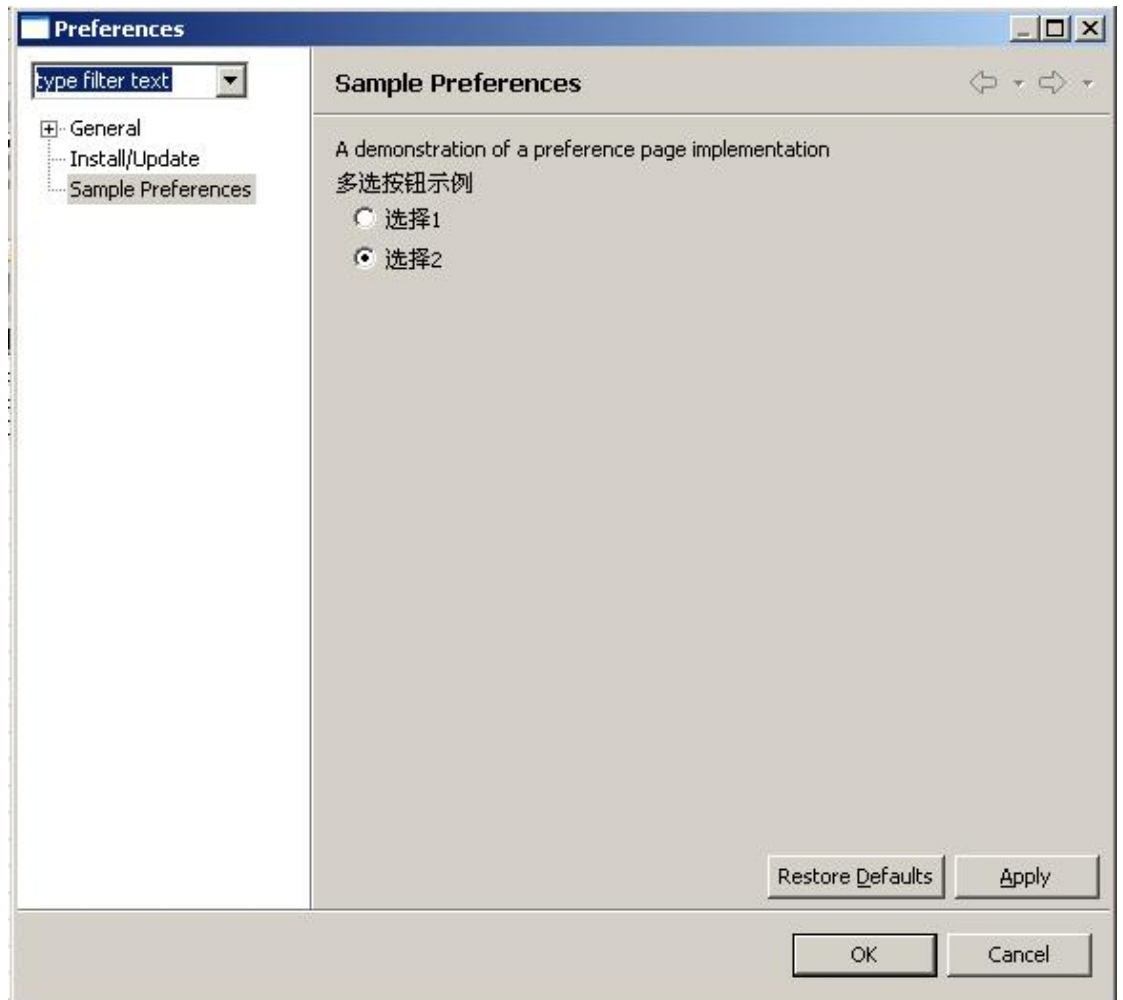 Preferences
type filter text
General
Install/Update
Sample Preferences
Sample Preferences
A demonstration of a preference page implementation
多选按钮示例
选择1
选择2
Restore Defaults
Apply
OK
Cancel